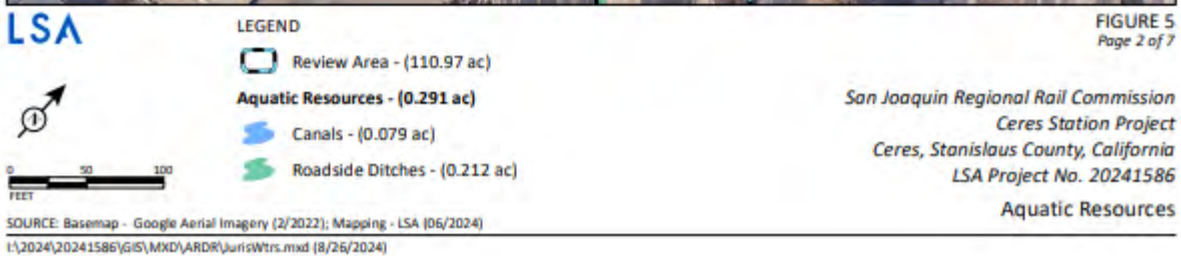 LSA
LEGEND
Review Area - (110.97 ac)
Aquatic Resources - (0.291 ac)
Canals - (0.079 ac)
Roadside Ditches - (0.212 ac)
0 50 100
FEET
SOURCE: Basemap - Google Aerial Imagery (2/2022); Mapping - LSA (06/2024)
I:\2024\20241586\GIS\MXD\ARDR\JurisWtrs.mxd (8/26/2024)
FIGURE 5
Page 2 of 7
San Joaquin Regional Rail Commission
Ceres Station Project
Ceres, Stanislaus County, California
LSA Project No. 20241586
Aquatic Resources